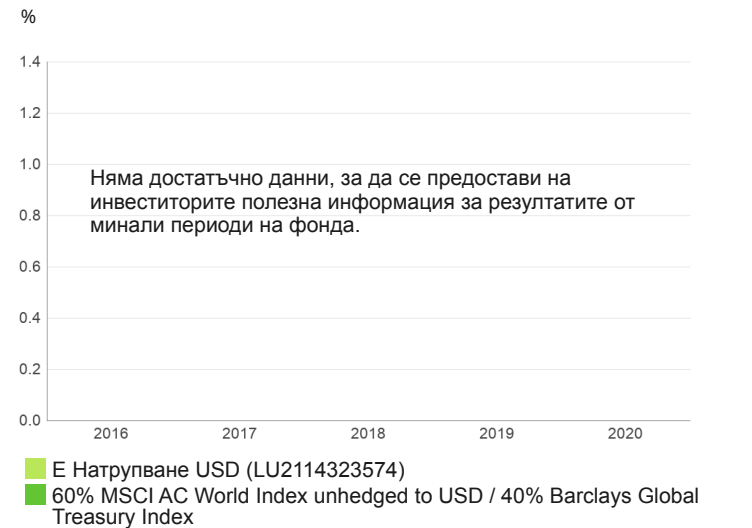 %
1.4
1.2
1.0
Няма достатъчно данни, за да се предостави на
инвеститорите полезна информация за резултатите от
минали периоди на фонда.
0.8
0.6
0.4
0.2
0.0
2016 2017 2018 2019 2020
Е Натрупване USD (LU2114323574)
60% MSCI AC World Index unhedged to USD / 40% Barclays Global
Treasury Index